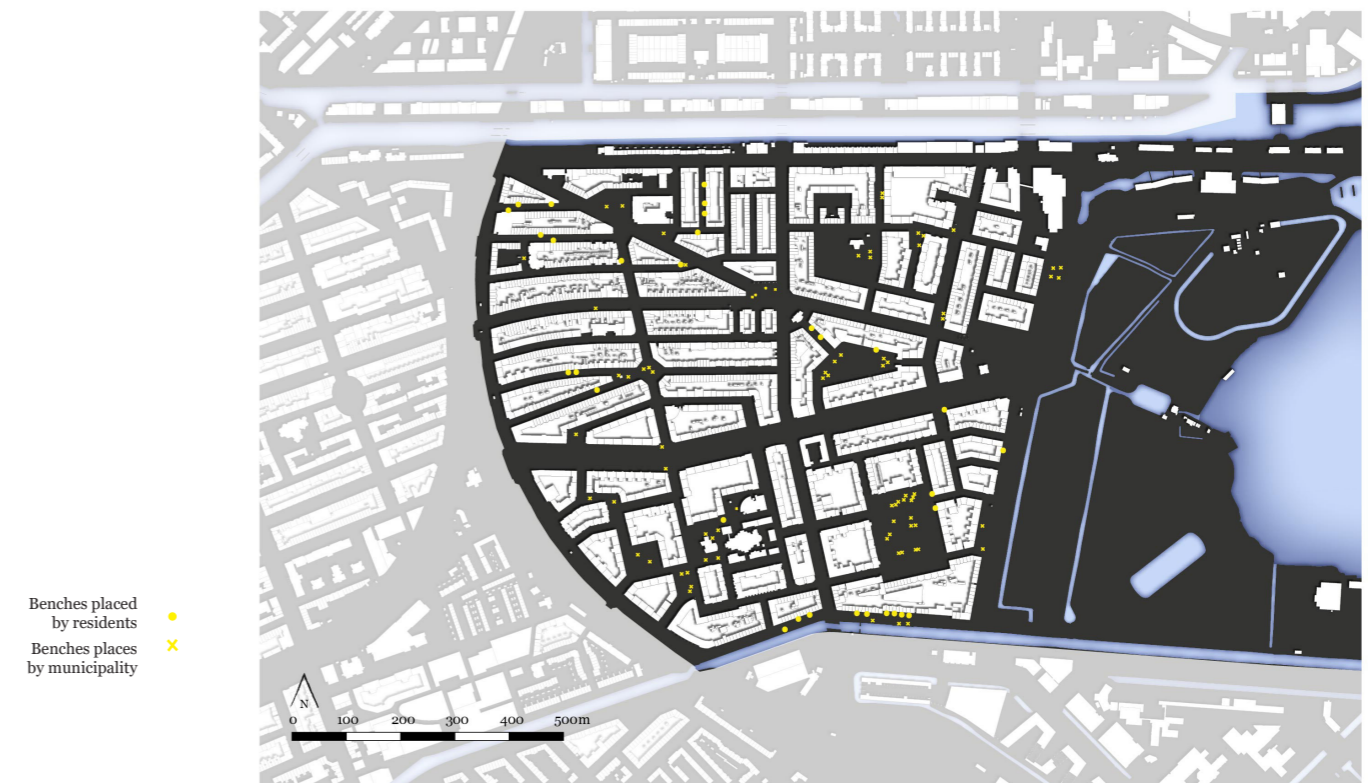 Benches placed
by residents
Benches places
by municipality
N
0 100 200 300 400 500m